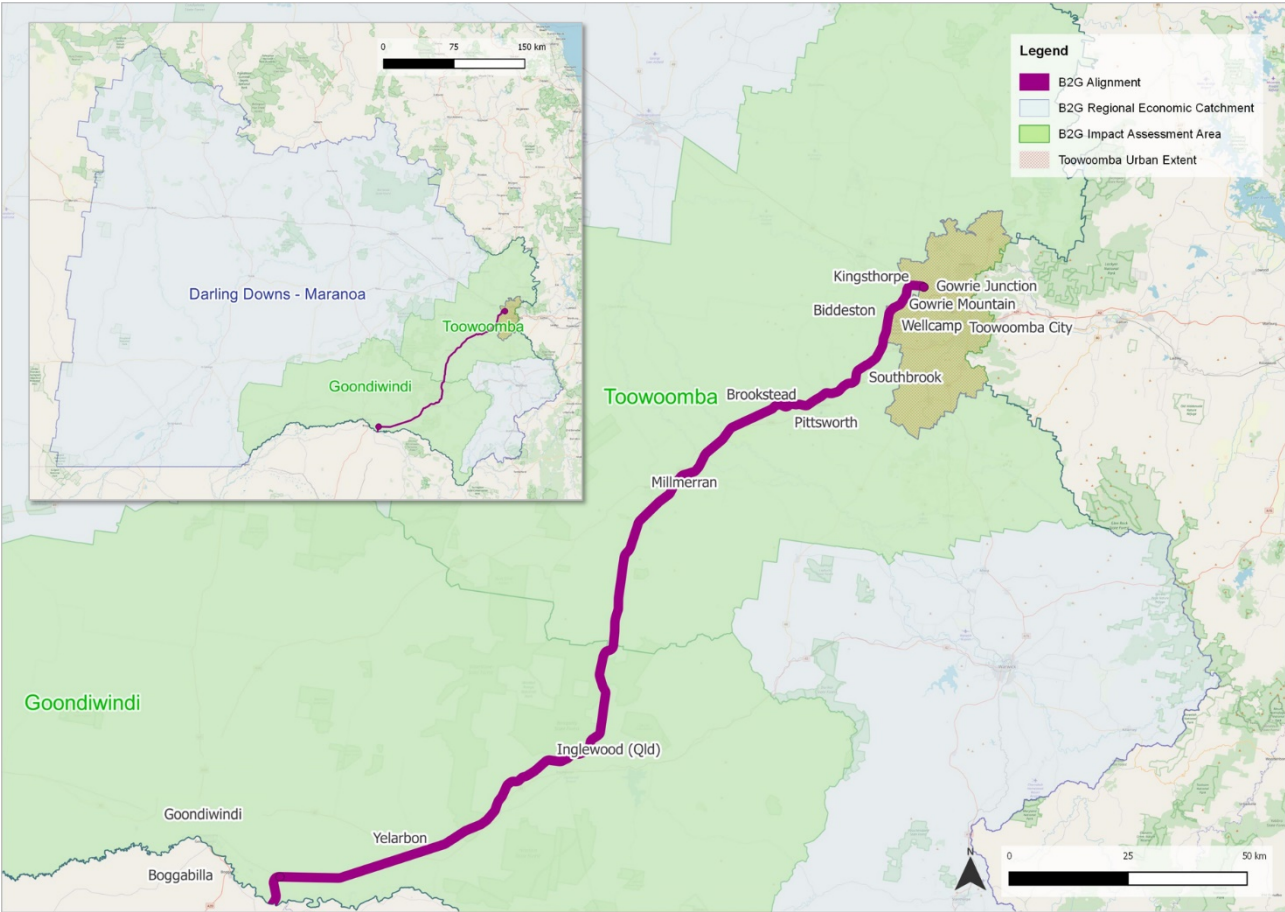 0 75 150 km
Darling Downs - Maranoa
Toowoomba
Goondiwindi
Legend
B2G Alignment
B2G Regional Economic Catchment
B2G Impact Assessment Area
Toowoomba Urban Extent
Kingsthorpe
Gowrie Junction
Gowrie Mountain
Biddeston
Wellcamp
Toowoomba City
Southbrook
Toowoomba
Brookstead
Pittsworth
Millmerran
Goondiwindi
Inglewood (Qld)
Goondiwindi
Yelarbon
Boggabilla
N
0 25 50 km